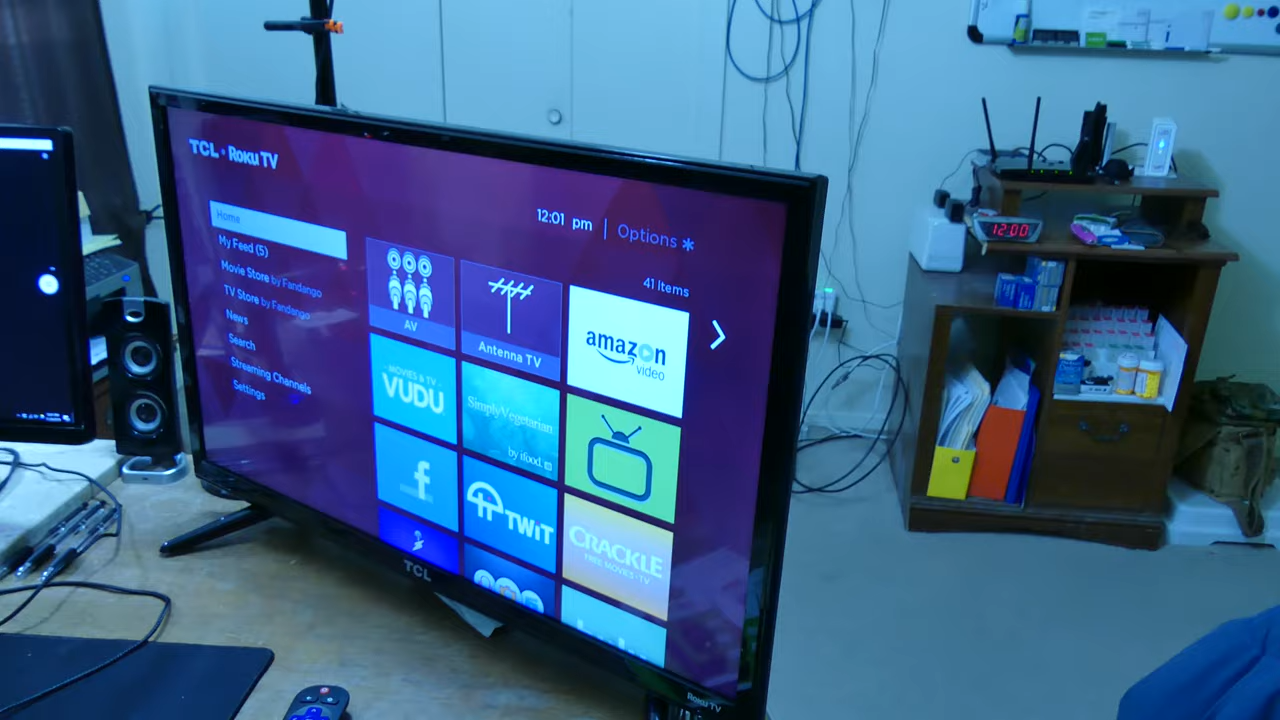 TCL • Roku TV
12:01 pm | Options *
41 Items
Home
My Feed (5)
Movie Store by Fandango
TV Store by Fandango
News
Search
Streaming Channels
Settings
AV
Antenna TV
amazon
video
MOVIES & TV
VUDU
SimplyVegetarian
by ifood.tv
f
TWiT
CRACKLE
FREE MOVIES + TV
TCL
Roku TV
12:00